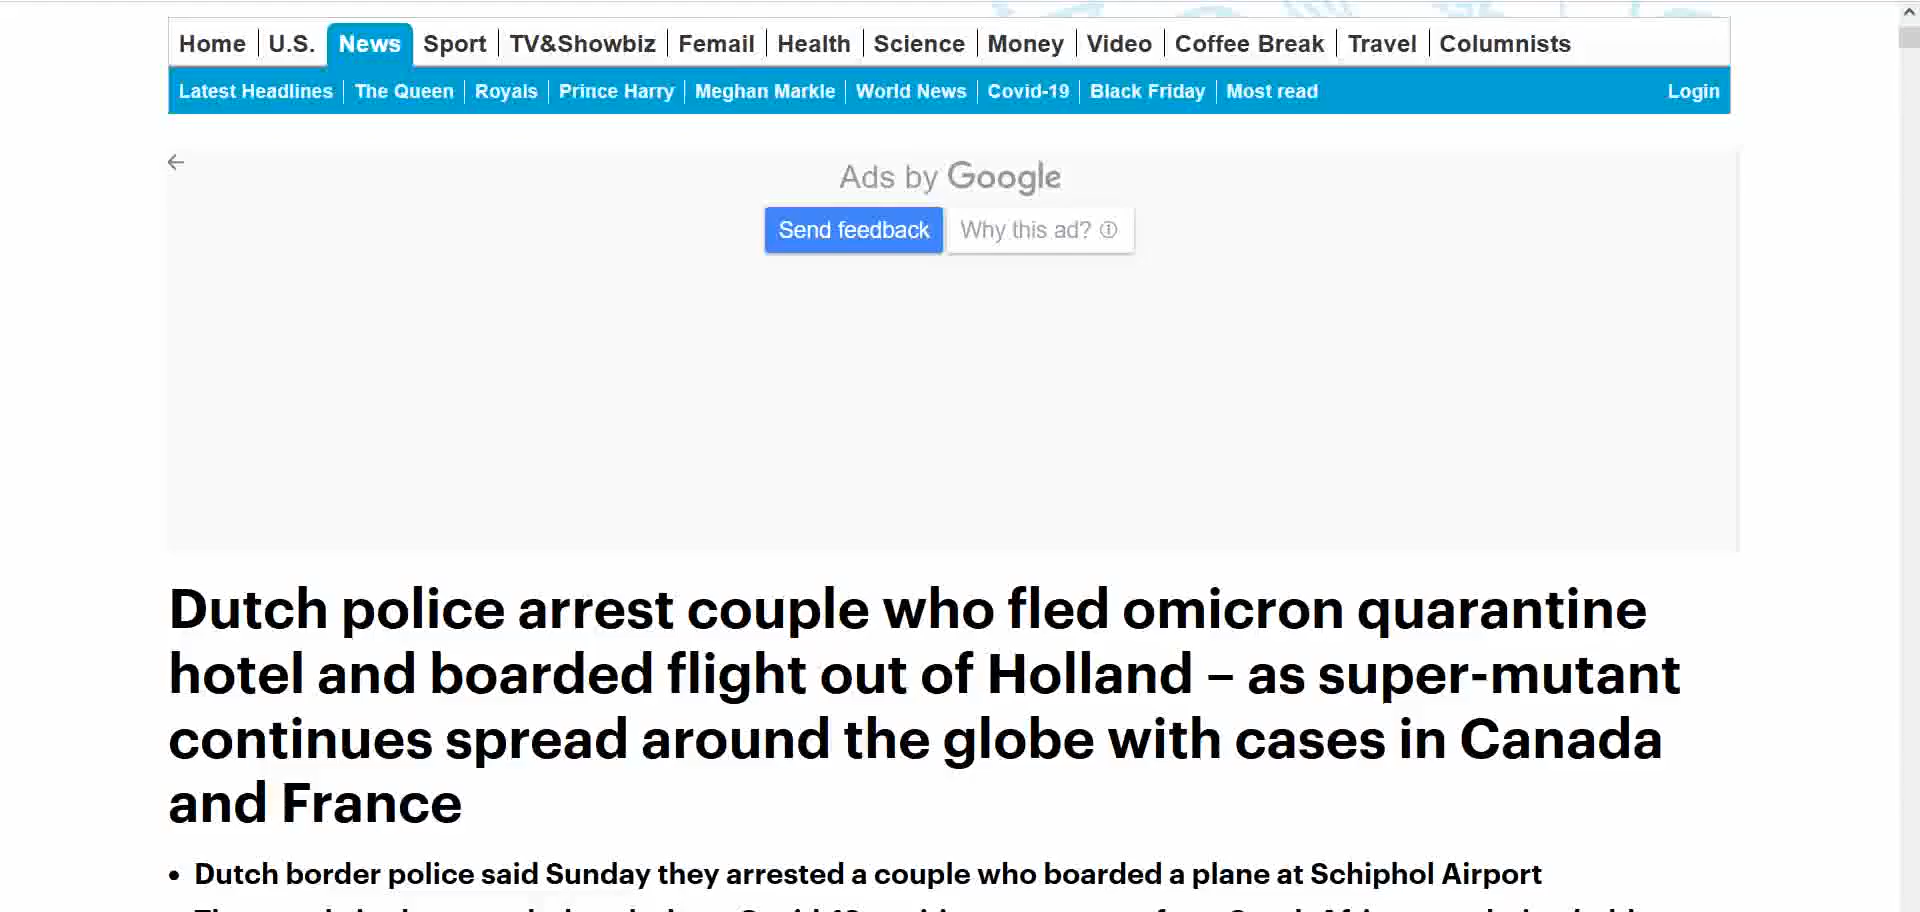 Home U.S. News Sport TV&Showbiz Femail Health Science Money Video Coffee Break Travel Columnists
Latest Headlines The Queen Royals Prince Harry Meghan Markle World News Covid-19 Black Friday Most read Login
Ads by Google
Send feedback Why this ad?
Dutch police arrest couple who fled omicron quarantine
hotel and boarded flight out of Holland – as super-mutant
continues spread around the globe with cases in Canada
and France
• Dutch border police said Sunday they arrested a couple who boarded a plane at Schiphol Airport